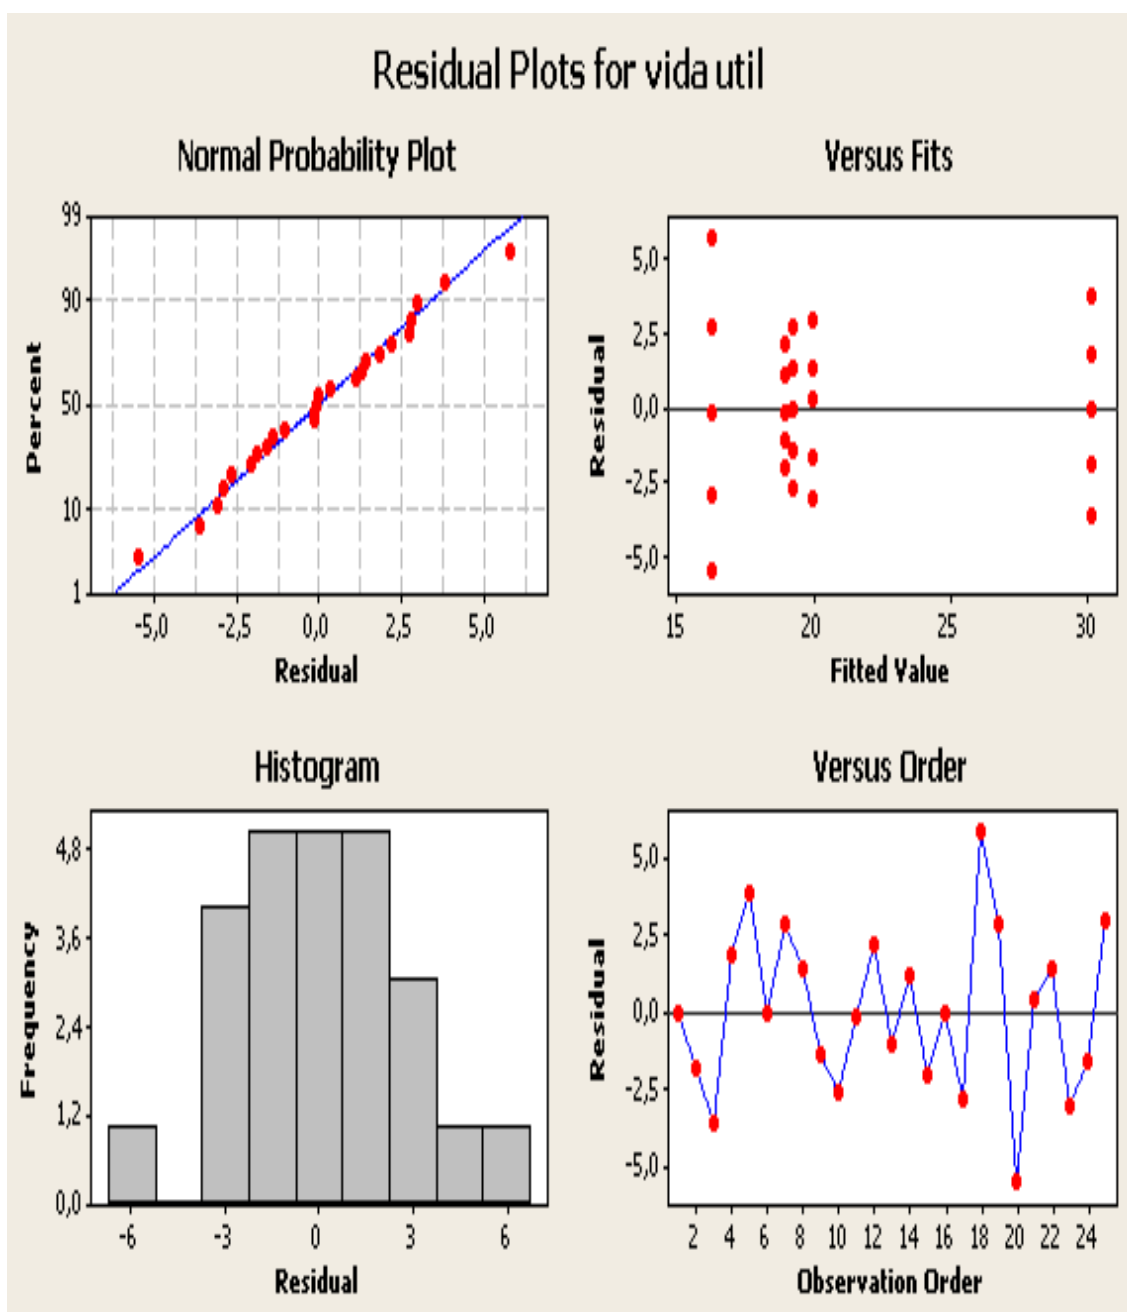 Residual Plots for vida util
Normal Probability Plot
Versus Fits
99
90
50
10
1
Percent
-5,0 -2,5 0,0 2,5 5,0
Residual
5,0
2,5
0,0
-2,5
-5,0
Residual
15 20 25 30
Fitted Value
Histogram
Versus Order
4,8
3,6
2,4
1,2
0,0
Frequency
-6 -3 0 3 6
Residual
5,0
2,5
0,0
-2,5
-5,0
Residual
2 4 6 8 10 12 14 16 18 20 22 24
Observation Order